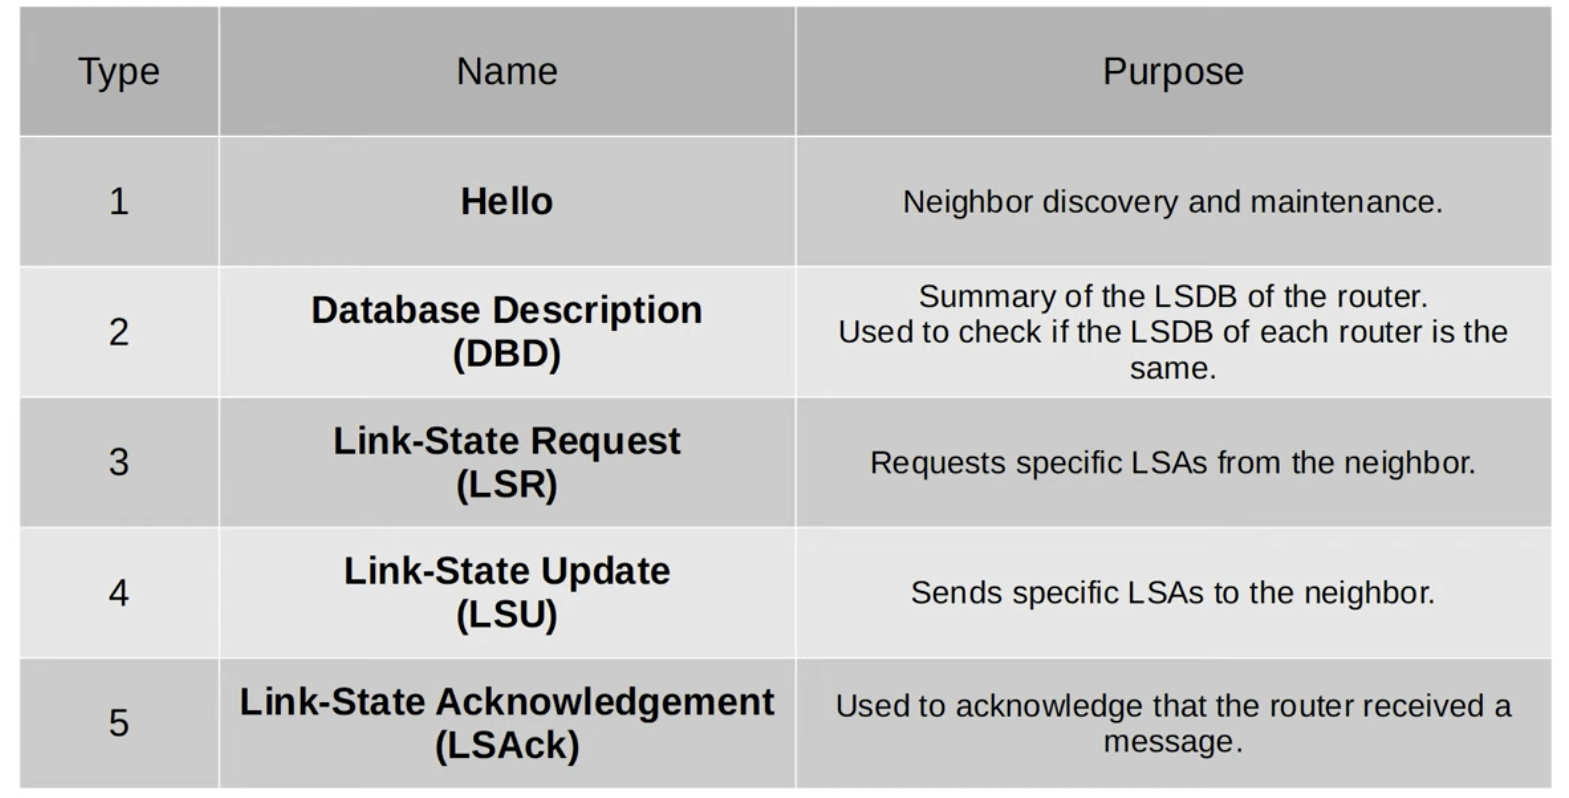 Type Name Purpose
1 Hello Neighbor discovery and maintenance.
2 Database Description
(DBD) Summary of the LSDB of the router.
Used to check if the LSDB of each router is the
same.
3 Link-State Request
(LSR) Requests specific LSAs from the neighbor.
4 Link-State Update
(LSU) Sends specific LSAs to the neighbor.
5 Link-State Acknowledgement
(LSAck) Used to acknowledge that the router received a
message.